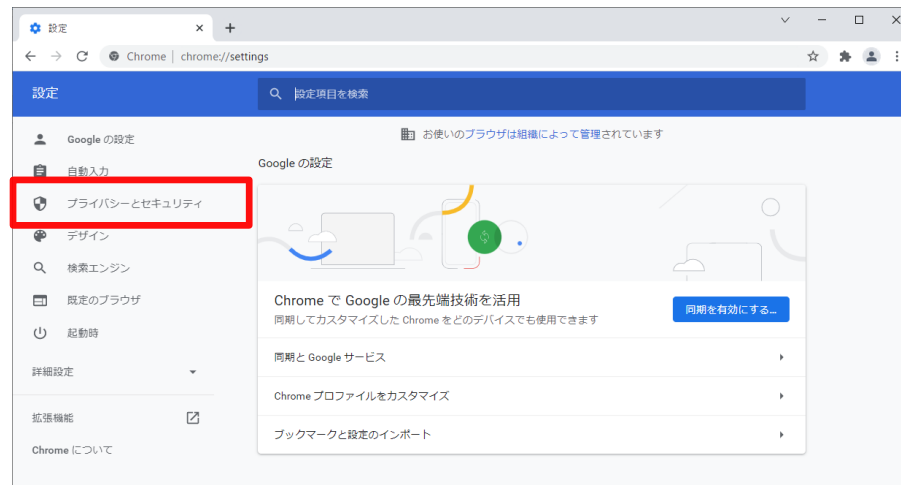 設定
Chrome | chrome://settings
設定
設定項目を検索
お使いのブラウザは組織によって管理されています
Google の設定
自動入力
プライバシーとセキュリティ
デザイン
検索エンジン
既定のブラウザ
起動時
詳細設定
拡張機能
Chrome について
Google の設定
Chrome で Google の最先端技術を活用
同期してカスタマイズした Chrome をどのデバイスでも使用できます
同期を有効にする...
同期と Google サービス
Chrome プロファイルをカスタマイズ
ブックマークと設定のインポート